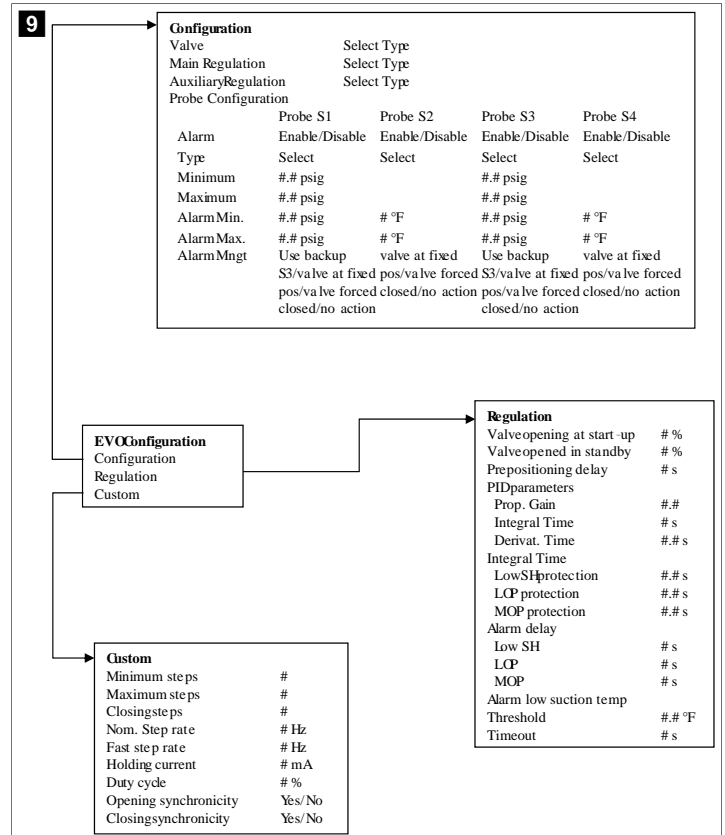 9
Configuration
Valve Select Type
Main Regulation Select Type
AuxiliaryRegulation Select Type
Probe Configuration
Probe S1 Probe S2 Probe S3 Probe S4
Alarm Enable/Disable Enable/Disable Enable/Disable Enable/Disable
Type Select Select Select Select
Minimum #.# psig #.# psig
Maximum #.# psig #.# psig
AlarmMin. #.# psig # °F #.# psig # °F
AlarmMax. #.# psig # °F #.# psig # °F
AlarmMngt Use backup valve at fixed Use backup valve at fixed
S3/valve at fixed pos/valve forced S3/valve at fixed pos/valve forced
pos/valve forced closed/no action pos/valve forced closed/no action
closed/no action closed/no action
EVOConfiguration
Configuration
Regulation
Custom
Regulation
Valveopening at start-up # %
Valveopened in standby # %
Prepositioning delay # s
PIDparameters
Prop. Gain #.#
Integral Time # s
Derivat. Time #.# s
Integral Time
LowSHprotection #.# s
LOP protection #.# s
MOP protection #.# s
Alarm delay
Low SH # s
LOP # s
MOP # s
Alarm low suction temp
Threshold #.# °F
Timeout # s
Custom
Minimum steps #
Maximum steps #
Closingsteps #
Nom. Step rate # Hz
Fast step rate # Hz
Holding current # mA
Duty cycle # %
Opening synchronicity Yes/No
Closingsynchronicity Yes/No